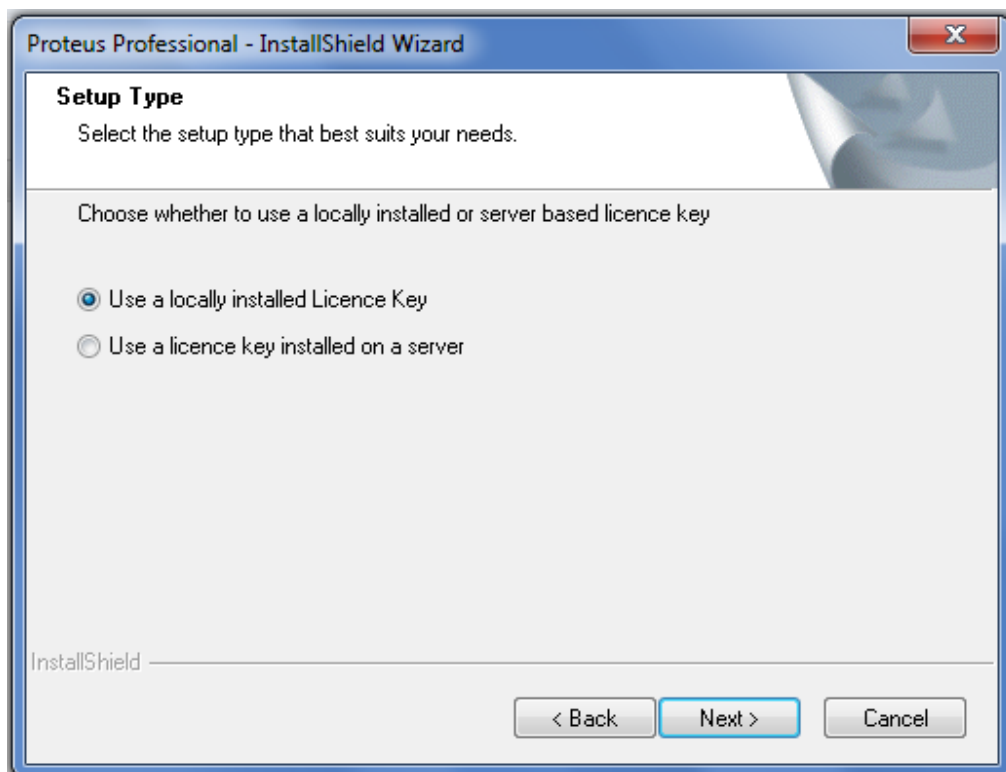 Proteus Professional - InstallShield Wizard
Setup Type
Select the setup type that best suits your needs.
Choose whether to use a locally installed or server based licence key
Use a locally installed Licence Key
Use a licence key installed on a server
InstallShield
< Back Next > Cancel